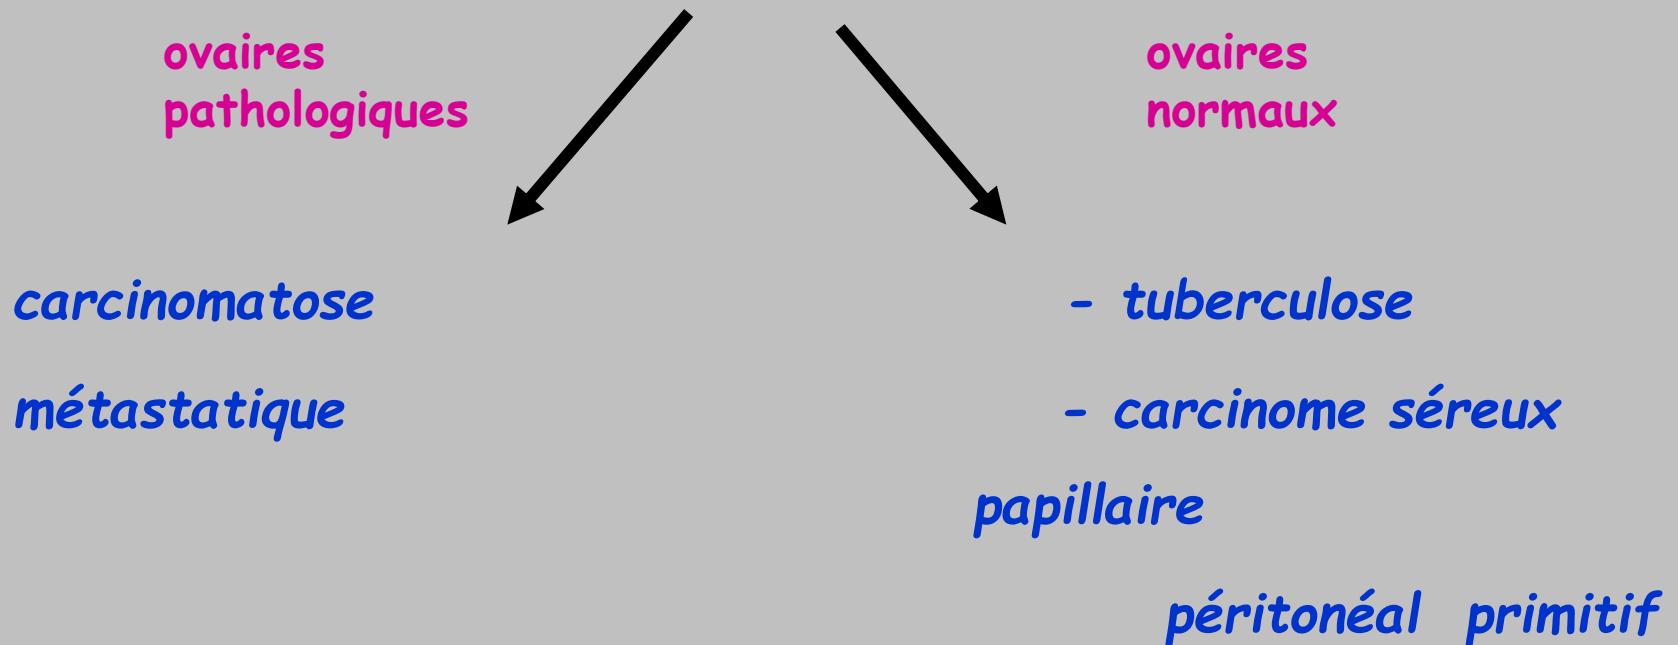 ovaires
pathologiques
ovaires
normaux
carcinomatose
métastatique
- tuberculose
- carcinome séreux
papillaire
péritonéal primitif